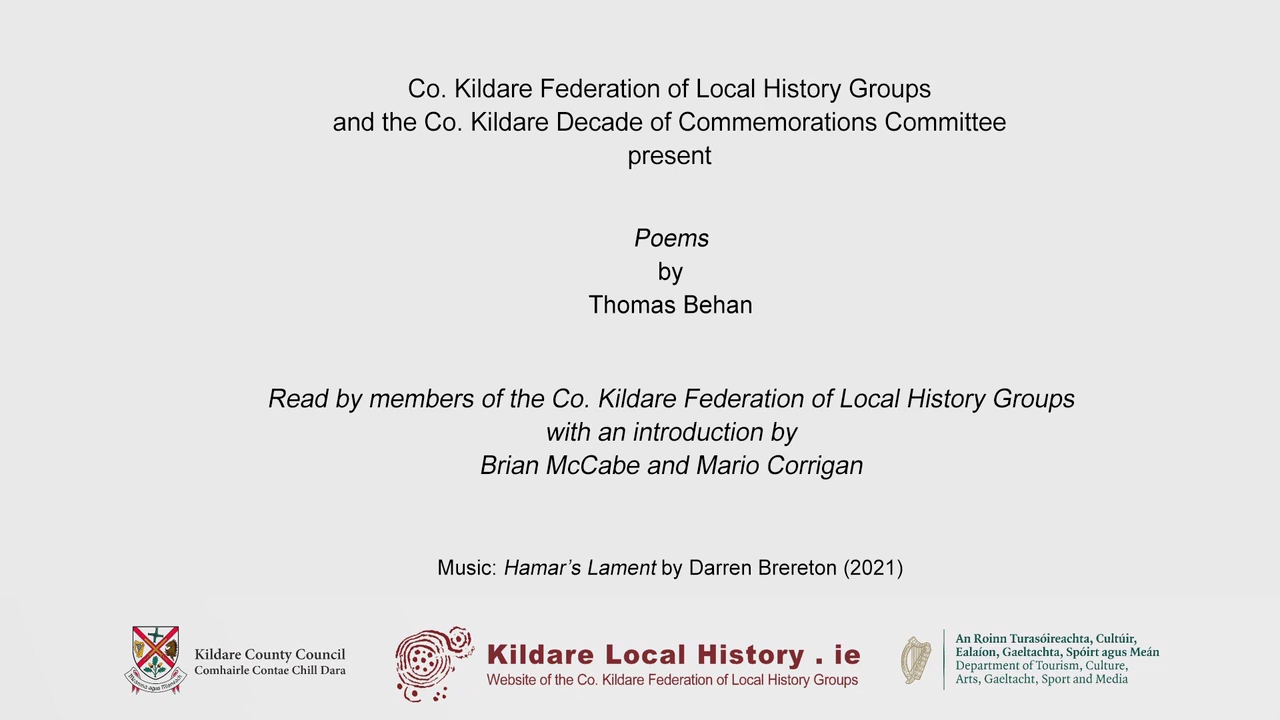 Co. Kildare Federation of Local History Groups
and the Co. Kildare Decade of Commemorations Committee
present
Poems
by
Thomas Behan
Read by members of the Co. Kildare Federation of Local History Groups
with an introduction by
Brian McCabe and Mario Corrigan
Music: Hamar's Lament by Darren Brereton (2021)
Kildare County Council
Comhairle Contae Chill Dara
Kildare Local History . ie
Website of the Co. Kildare Federation of Local History Groups
An Roinn Turasóireachta, Cultúir,
Ealaíon, Gaeltachta, Spóirt agus Meán
Department of Tourism, Culture,
Arts, Gaeltacht, Sport and Media